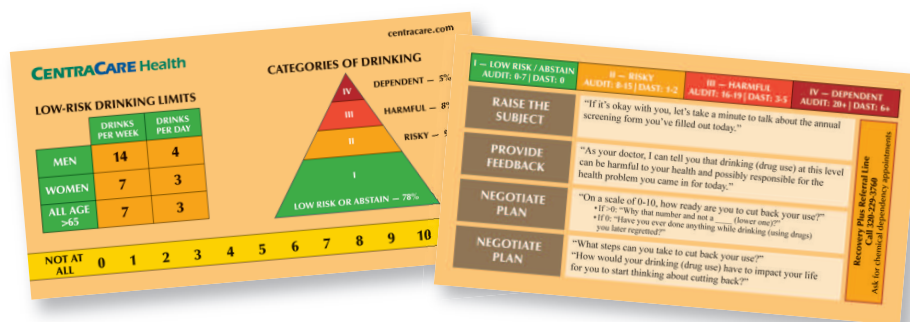 centracare.com
CENTRACARE Health
LOW-RISK DRINKING LIMITS
DRINKS PER WEEK
DRINKS PER DAY
MEN 14 4
WOMEN 7 3
ALL AGE >65 7 3
CATEGORIES OF DRINKING
IV DEPENDENT — 5%
III HARMFUL — 8%
II RISKY —
I
LOW RISK OR ABSTAIN — 78%
NOT AT ALL 0 1 2 3 4 5 6 7 8 9 10
I — LOW RISK / ABSTAIN
AUDIT: 0-7 | DAST: 0
II — RISKY
AUDIT: 8-15 | DAST: 1-2
III — HARMFUL
AUDIT: 16-19 | DAST: 3-5
IV — DEPENDENT
AUDIT: 20+ | DAST: 6+
RAISE THE
SUBJECT
"If it's okay with you, let's take a minute to talk about the annual
screening form you've filled out today."
PROVIDE
FEEDBACK
"As your doctor, I can tell you that drinking (drug use) at this level
can be harmful to your health and possibly responsible for the
health problem you came in for today."
NEGOTIATE
PLAN
"On a scale of 0-10, how ready are you to cut back your use?"
• If >0: "Why that number and not a ____ (lower one)?"
• If 0: "Have you ever done anything while drinking (using drugs)
you later regretted?"
NEGOTIATE
PLAN
"What steps can you take to cut back your use?"
"How would your drinking (drug use) have to impact your life
for you to start thinking about cutting back?"
Recovery Plus Referral Line
Call 320-229-3760
Ask for chemical dependency appointments